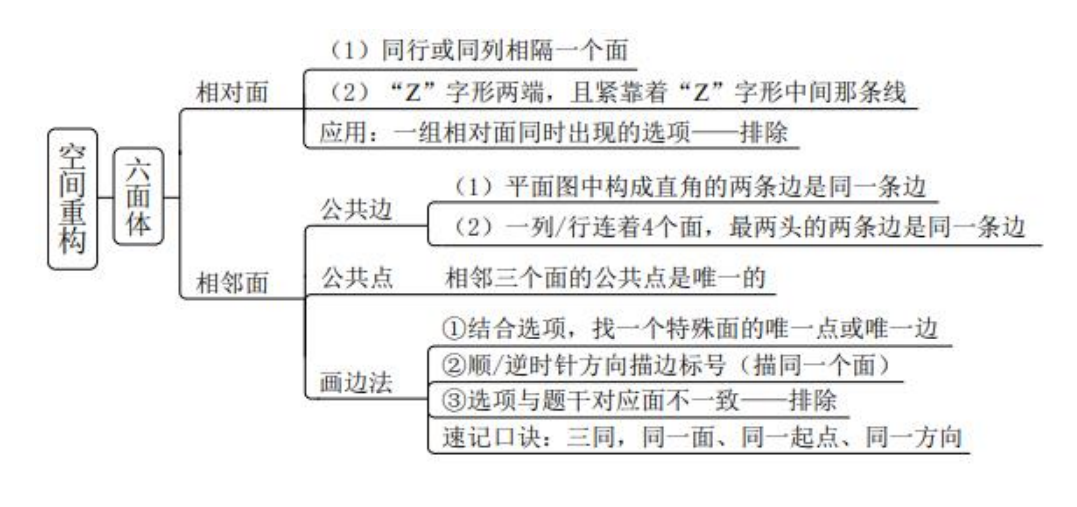 空间重构
六面体
相对面
（1）同行或同列相隔一个面
（2）“Z”字形两端，且紧靠着“Z”字形中间那条线
应用：一组相对面同时出现的选项——排除
相邻面
公共边
（1）平面图中构成直角的两条边是同一条边
（2）一列/行连着4个面，最两头的两条边是同一条边
公共点
相邻三个面的公共点是唯一的
画边法
①结合选项，找一个特殊面的唯一点或唯一边
②顺/逆时针方向描边标号（描同一个面）
③选项与题干对应面不一致——排除
速记口诀：三同，同一面、同一起点、同一方向